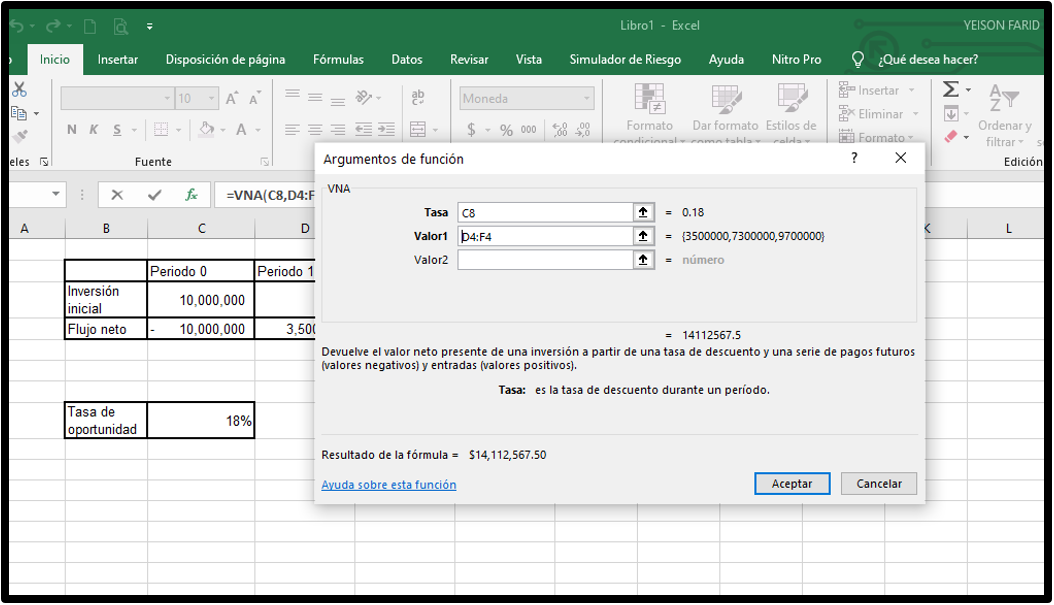 Libro1 - Excel
YEISON FARID
Inicio Insertar Disposición de página Fórmulas Datos Revisar Vista Simulador de Riesgo Ayuda Nitro Pro ¿Qué desea hacer?
10 A A
Moneda
Insertar
Eliminar
Formato
N K S
$ % 000
Formato condicional
Dar formato como tabla
Estilos de celda
Ordenar y filtrar
eles
Fuente
Edición
=VNA(C8,D4:F
A B C D K L
Periodo 0 Periodo 1
Inversión inicial 10,000,000
Flujo neto - 10,000,000 3,500
Tasa de oportunidad 18%
Argumentos de función ?
VNA
Tasa C8 = 0.18
Valor1 D4:F4 = {3500000,7300000,9700000}
Valor2 = número
= 14112567.5
Devuelve el valor neto presente de una inversión a partir de una tasa de descuento y una serie de pagos futuros
(valores negativos) y entradas (valores positivos).
Tasa: es la tasa de descuento durante un período.
Resultado de la fórmula = $14,112,567.50
Ayuda sobre esta función
Aceptar Cancelar